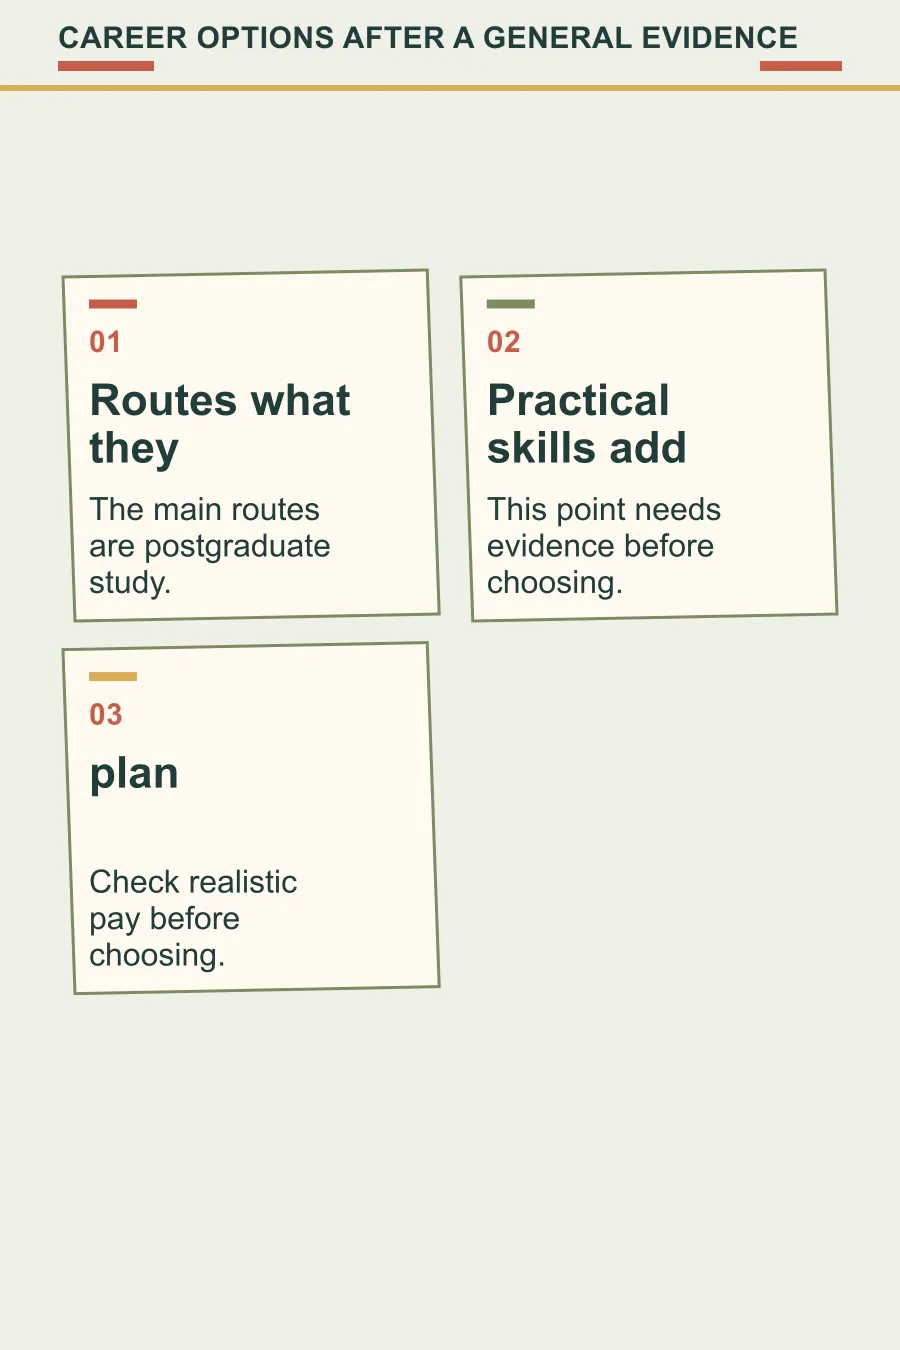 CAREER OPTIONS AFTER A GENERAL EVIDENCE
01
Routes what
they
The main routes
are postgraduate
study.
02
Practical
skills add
This point needs
evidence before
choosing.
03
plan
Check realistic
pay before
choosing.